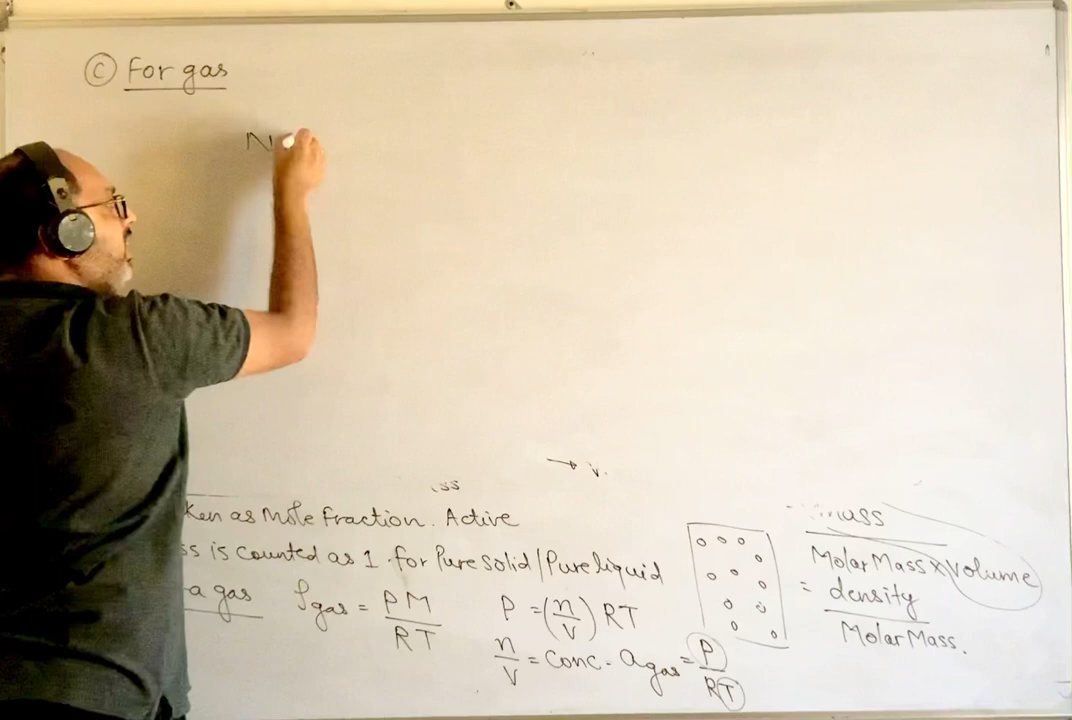 Ⓒ For gas
N
→ v.
ss
ken as Mole fraction. Active
ss is counted as 1. for Pure solid/Pure liquid
a gas
ρgas = PM/RT
P = (n/v) RT
n/v = Conc. agas = P/RT
mass
Molar Mass x Volume
= density
Molar Mass.